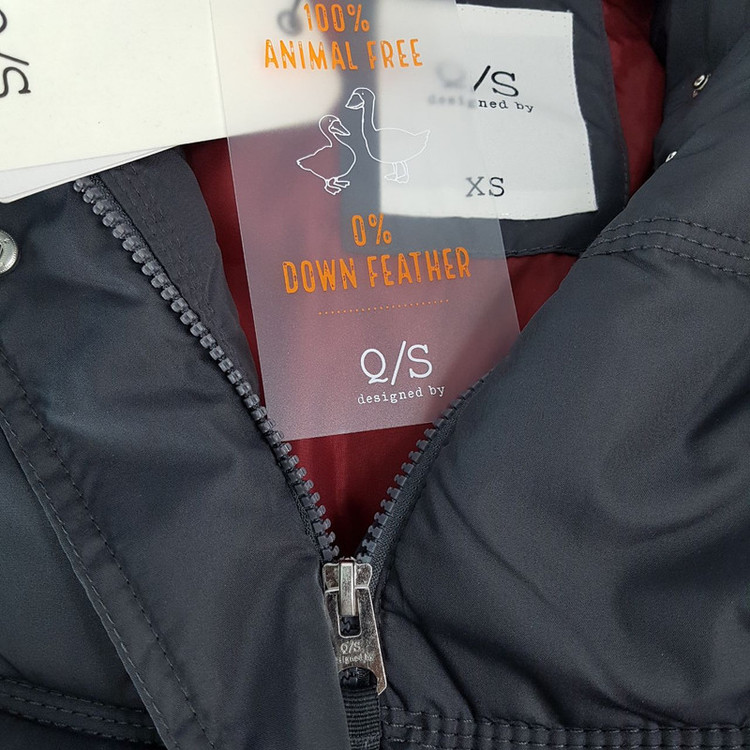 Q/S
100%
ANIMAL FREE
Q/S
designed by
XS
0%
DOWN FEATHER
Q/S
designed by
Q/S
designed by